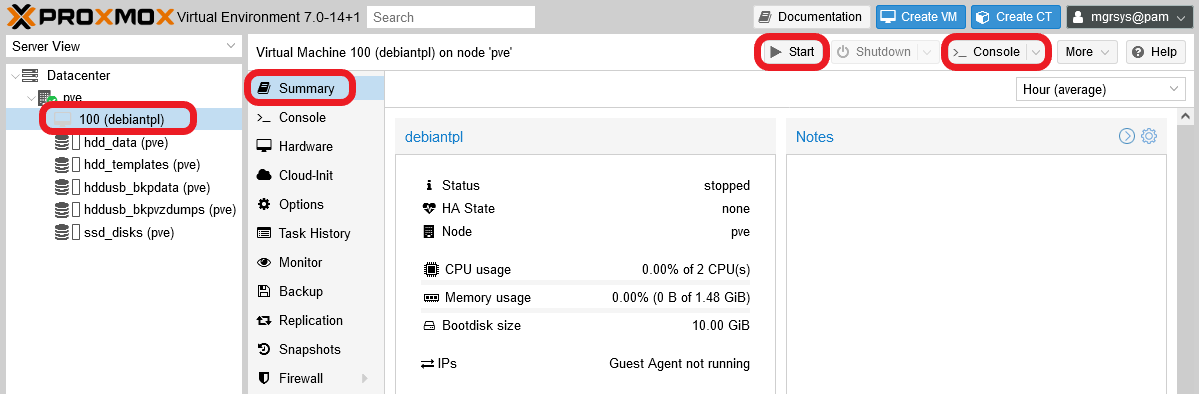 PROXMOX Virtual Environment 7.0-14+1 Search Documentation Create VM Create CT mgrsys@pam
Server View
Virtual Machine 100 (debiantpl) on node 'pve' Start Shutdown >_ Console More Help
Datacenter
pve
100 (debiantpl)
hdd_data (pve)
hdd_templates (pve)
hddusb_bkpdata (pve)
hddusb_bkpvzdumps (pve)
ssd_disks (pve)
Summary
>_ Console
Hardware
Cloud-Init
Options
Task History
Monitor
Backup
Replication
Snapshots
Firewall
Hour (average)
debiantpl
Status stopped
HA State none
Node pve
CPU usage 0.00% of 2 CPU(s)
Memory usage 0.00% (0 B of 1.48 GiB)
Bootdisk size 10.00 GiB
IPs Guest Agent not running
Notes